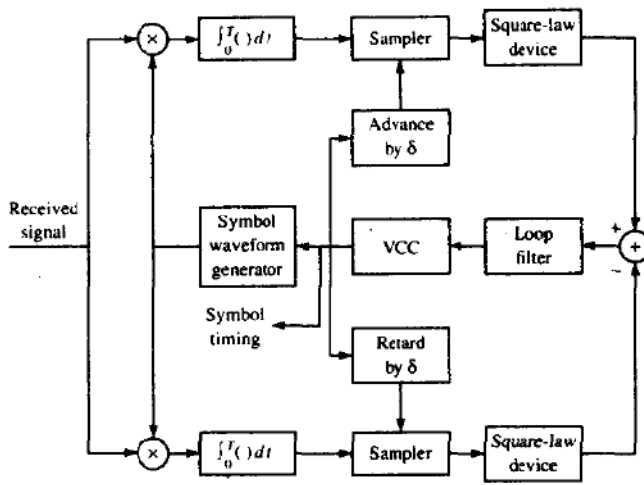 ×
∫₀ᵀ( ) dt
Sampler
Square-law
device
Advance
by δ
Received
signal
Symbol
waveform
generator
VCC
Loop
filter
+
+
−
Symbol
timing
Retard
by δ
×
∫₀ᵀ( ) dt
Sampler
Square-law
device